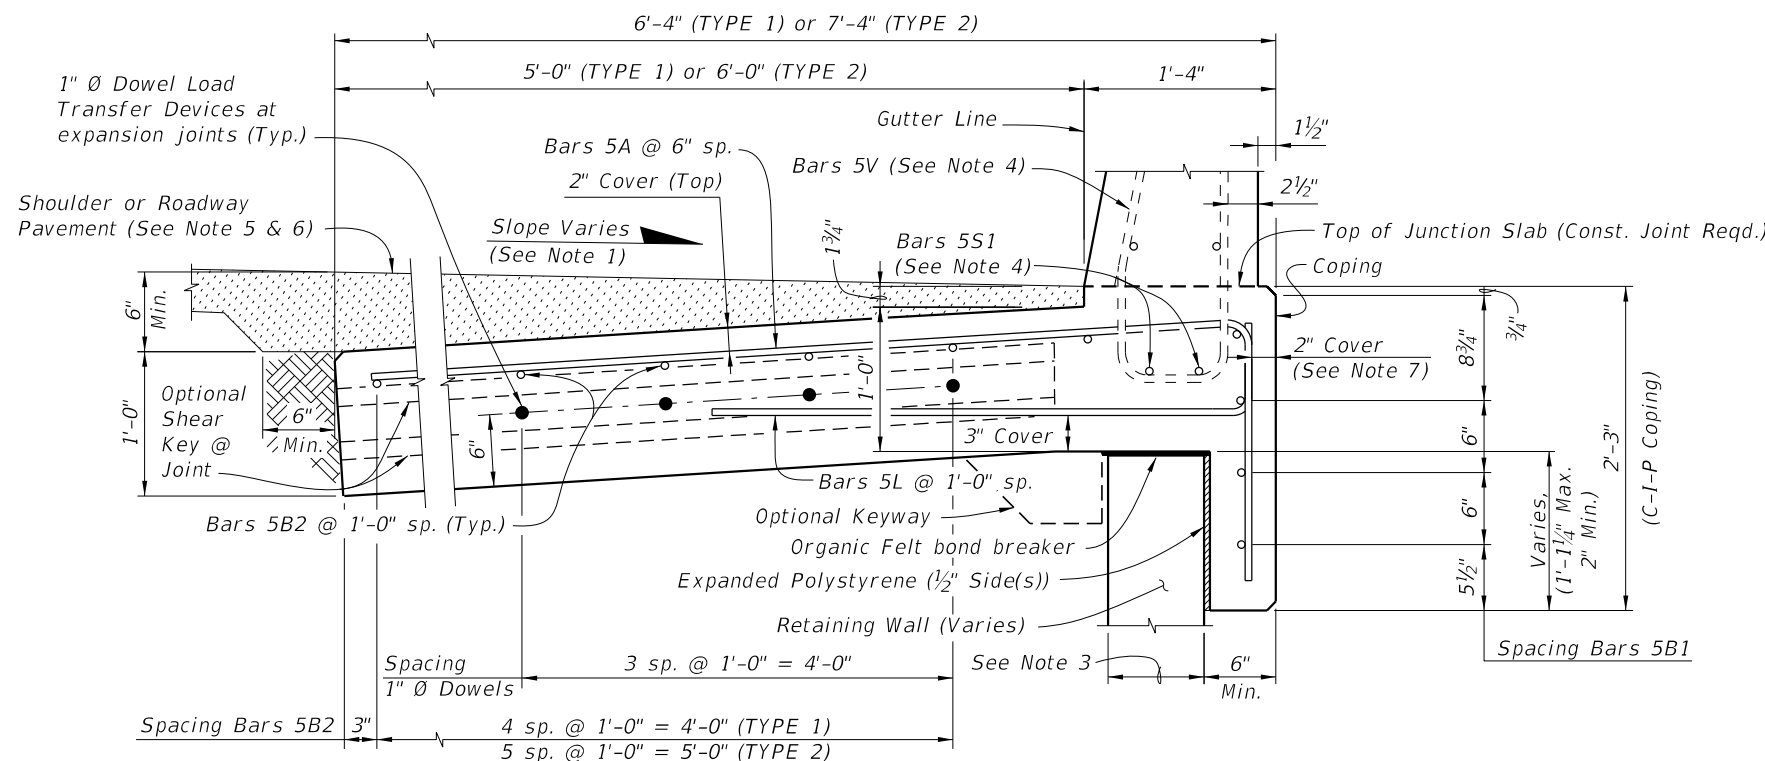 6'-4" (TYPE 1) or 7'-4" (TYPE 2)
5'-0" (TYPE 1) or 6'-0" (TYPE 2)
1'-4"
1" Ø Dowel Load
Transfer Devices at
expansion joints (Typ.)
Gutter Line
1½"
Bars 5A @ 6" sp.
Bars 5V (See Note 4)
2" Cover (Top)
2½"
Shoulder or Roadway
Pavement (See Note 5 & 6)
Slope Varies
(See Note 1)
1¾"
Bars 5S1
(See Note 4)
Top of Junction Slab (Const. Joint Reqd.)
Coping
6"
Min.
¾"
8¾"
2" Cover
(See Note 7)
1'-0"
Optional
Shear
Key @
Joint
6"
Min.
1'-0"
6"
3" Cover
6"
2'-3"
(C-I-P Coping)
Bars 5L @ 1'-0" sp.
6"
Varies,
(1'-1¼" Max.
2" Min.)
Bars 5B2 @ 1'-0" sp. (Typ.)
Optional Keyway
Organic Felt bond breaker
Expanded Polystyrene (½" Side(s))
5½"
Retaining Wall (Varies)
Spacing Bars 5B1
Spacing
1" Ø Dowels
3 sp. @ 1'-0" = 4'-0"
See Note 3
6"
Min.
Spacing Bars 5B2
3"
4 sp. @ 1'-0" = 4'-0" (TYPE 1)
5 sp. @ 1'-0" = 5'-0" (TYPE 2)